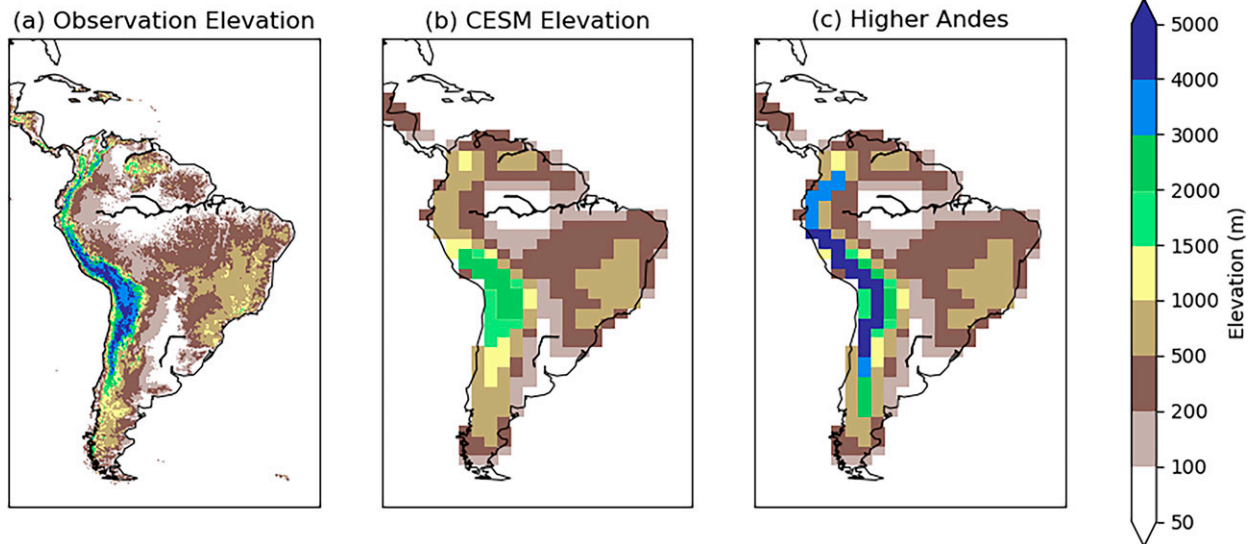 (a) Observation Elevation
(b) CESM Elevation
(c) Higher Andes
5000
4000
3000
2000
1500
1000
500
200
100
50
Elevation (m)